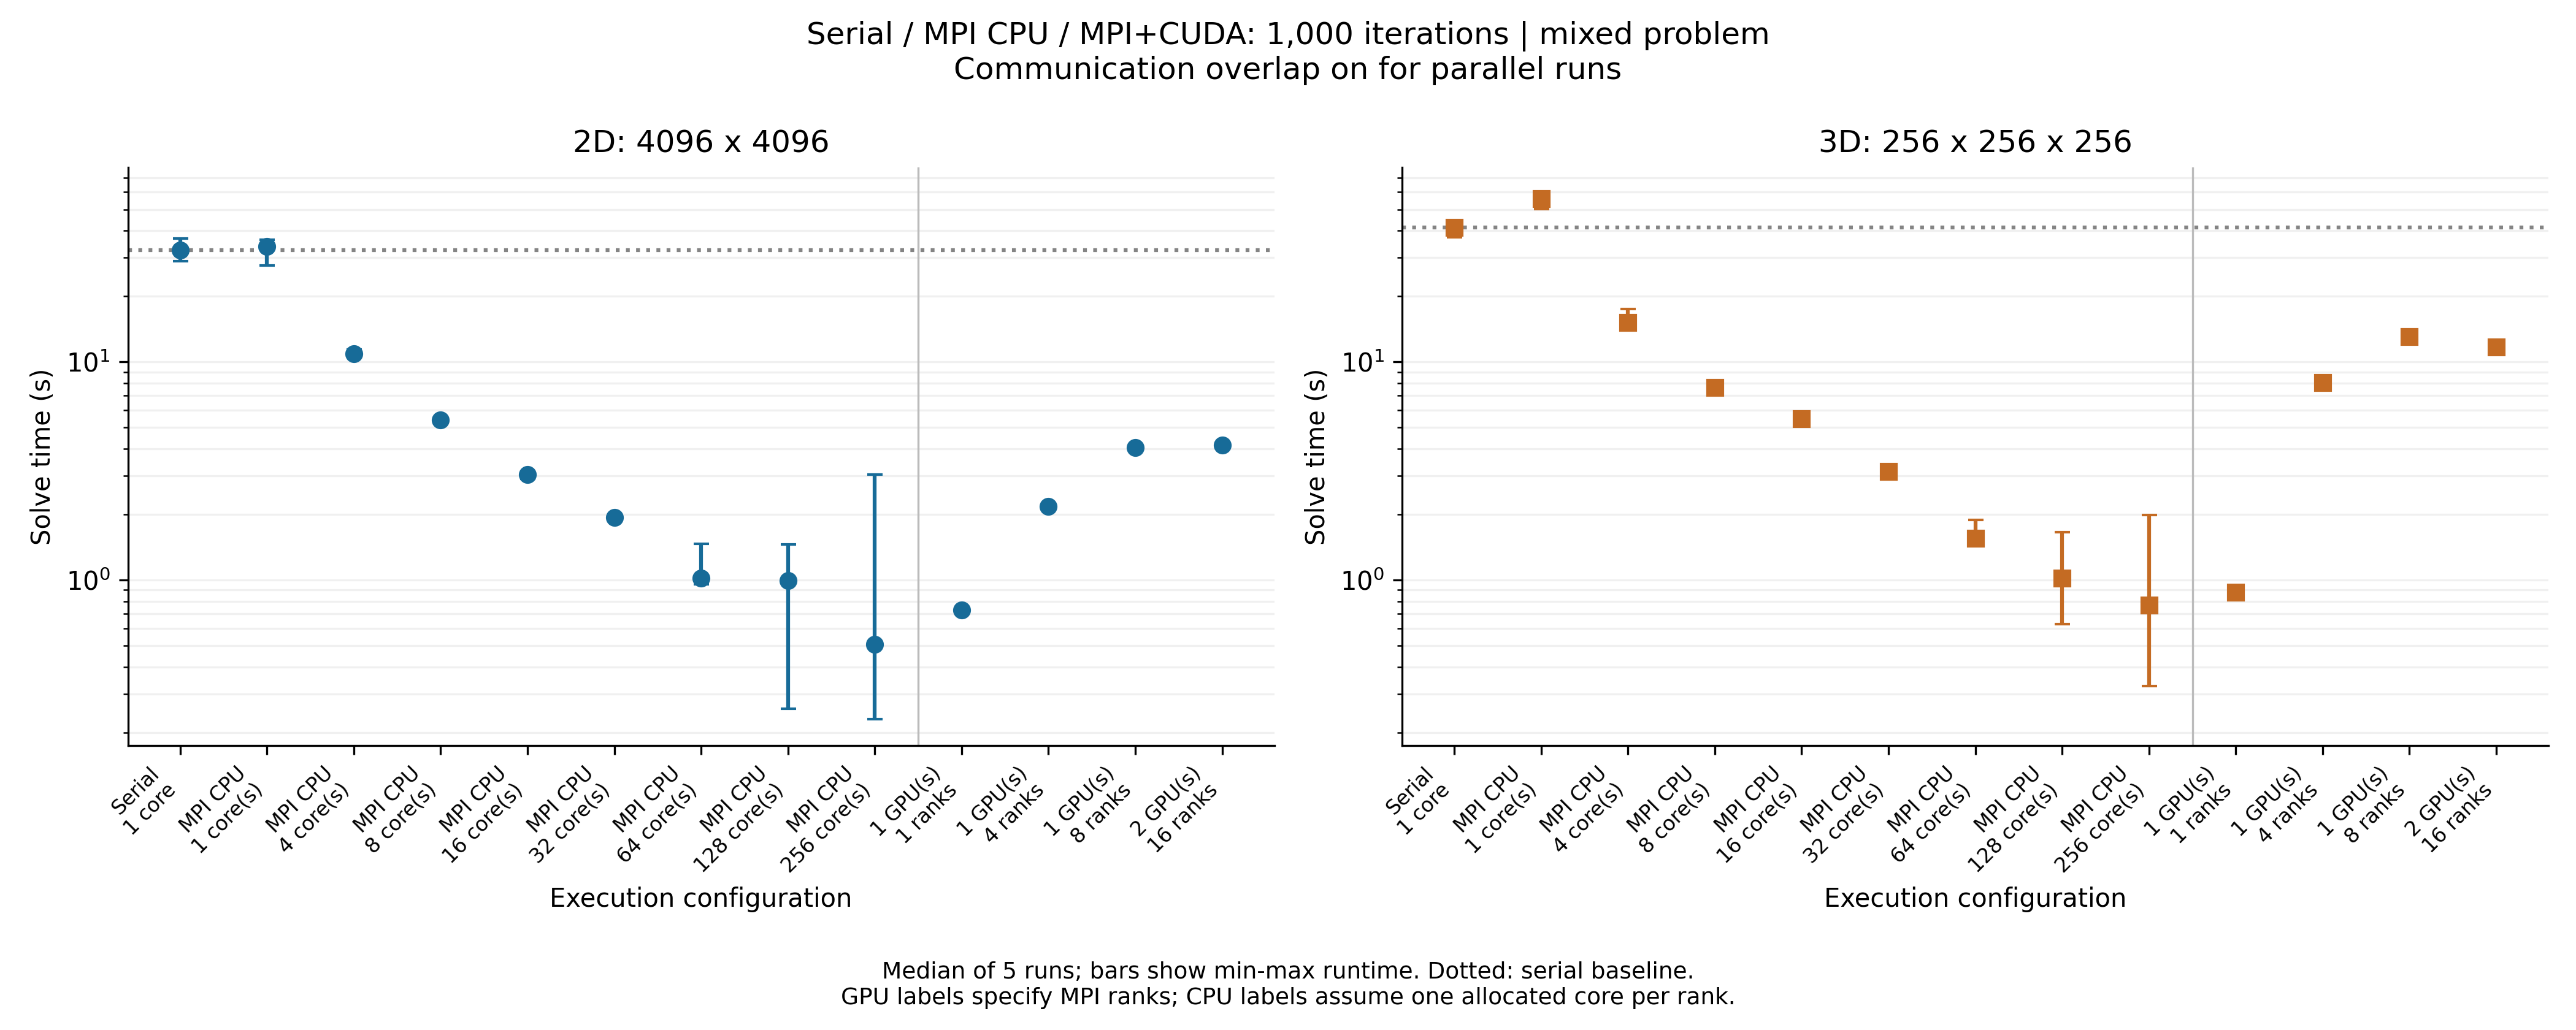 Serial / MPI CPU / MPI+CUDA: 1,000 iterations | mixed problem
Communication overlap on for parallel runs
2D: 4096 x 4096
Solve time (s)
10¹
10⁰
Serial
1 core
MPI CPU
1 core(s)
MPI CPU
4 core(s)
MPI CPU
8 core(s)
MPI CPU
16 core(s)
MPI CPU
32 core(s)
MPI CPU
64 core(s)
MPI CPU
128 core(s)
MPI CPU
256 core(s)
1 GPU(s)
1 ranks
1 GPU(s)
4 ranks
1 GPU(s)
8 ranks
2 GPU(s)
16 ranks
Execution configuration
3D: 256 x 256 x 256
Solve time (s)
10¹
10⁰
Serial
1 core
MPI CPU
1 core(s)
MPI CPU
4 core(s)
MPI CPU
8 core(s)
MPI CPU
16 core(s)
MPI CPU
32 core(s)
MPI CPU
64 core(s)
MPI CPU
128 core(s)
MPI CPU
256 core(s)
1 GPU(s)
1 ranks
1 GPU(s)
4 ranks
1 GPU(s)
8 ranks
2 GPU(s)
16 ranks
Execution configuration
Median of 5 runs; bars show min-max runtime. Dotted: serial baseline.
GPU labels specify MPI ranks; CPU labels assume one allocated core per rank.